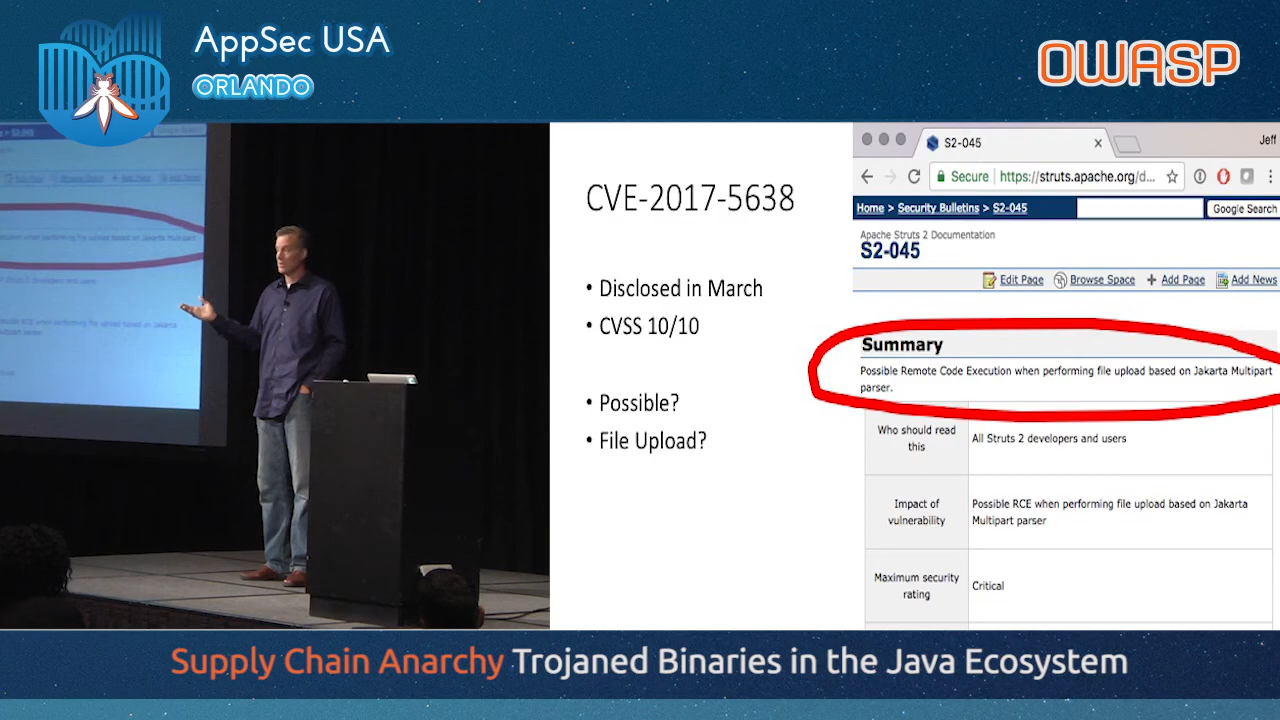 AppSec USA
ORLANDO
OWASP
CVE-2017-5638
• Disclosed in March
• CVSS 10/10
• Possible?
• File Upload?
S2-045
Jeff
Secure
https://struts.apache.org/d...
Home > Security Bulletins > S2-045
Google Search
Apache Struts 2 Documentation
S2-045
Edit Page
Browse Space
Add Page
Add News
Summary
Possible Remote Code Execution when performing file upload based on Jakarta Multipart
parser.
Who should read
this
All Struts 2 developers and users
Impact of
vulnerability
Possible RCE when performing file upload based on Jakarta
Multipart parser
Maximum security
rating
Critical
Supply Chain Anarchy Trojaned Binaries in the Java Ecosystem